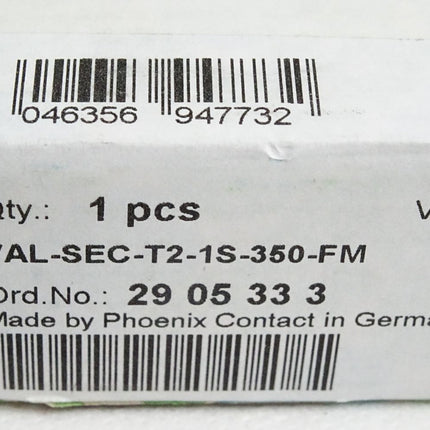 046356 947732
Qty.: 1 pcs V
VAL-SEC-T2-1S-350-FM
Ord.No.: 29 05 33 3
Made by Phoenix Contact in Germa